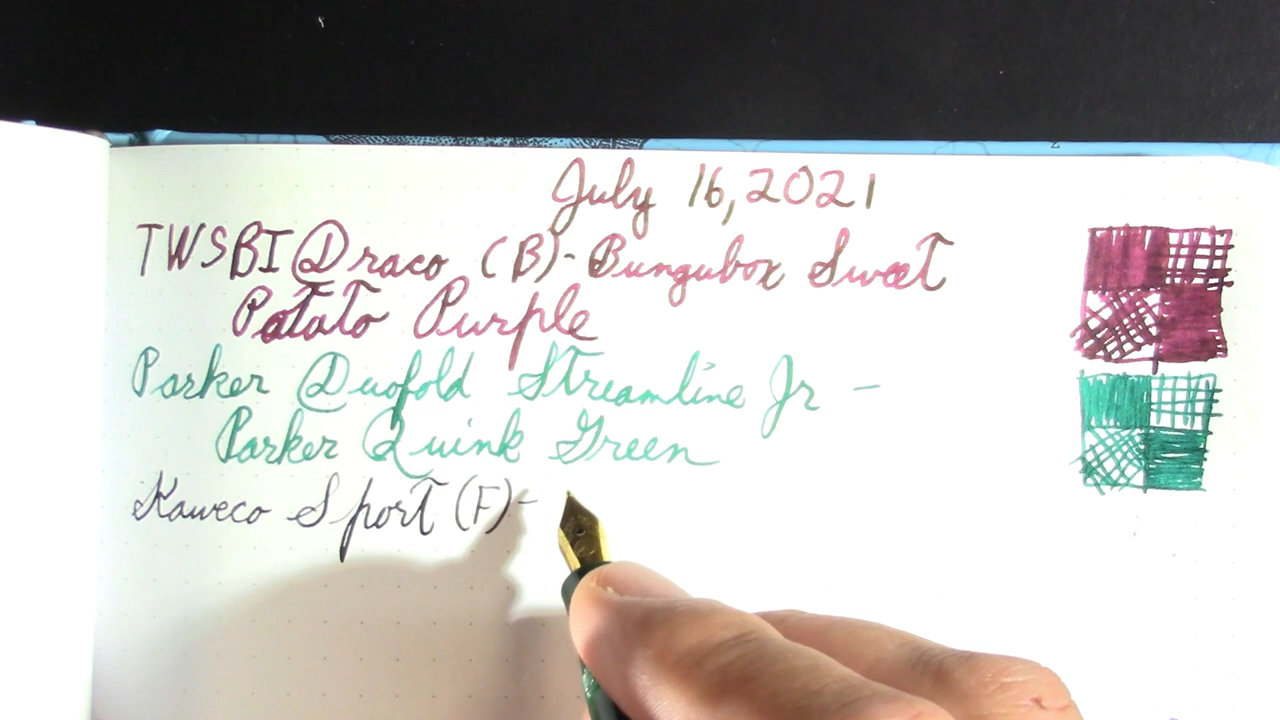 July 16, 2021
TWSBI Draco (B)- Bungubox Sweet
Potato Purple
Parker Duofold Streamline Jr -
Parker Quink Green
Kaweco Sport (F)-